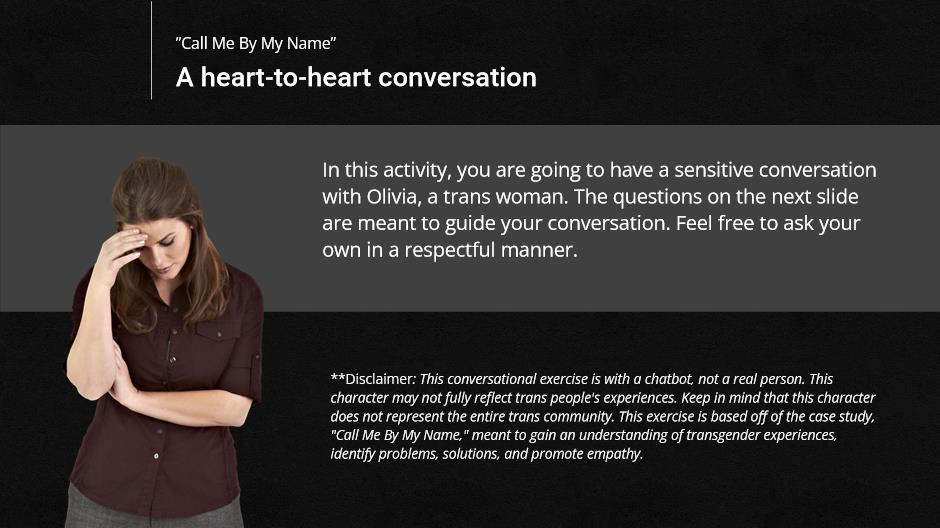 ”Call Me By My Name”
A heart-to-heart conversation
In this activity, you are going to have a sensitive conversation
with Olivia, a trans woman. The questions on the next slide
are meant to guide your conversation. Feel free to ask your
own in a respectful manner.
**Disclaimer: This conversational exercise is with a chatbot, not a real person. This
character may not fully reflect trans people's experiences. Keep in mind that this character
does not represent the entire trans community. This exercise is based off of the case study,
"Call Me By My Name," meant to gain an understanding of transgender experiences,
identify problems, solutions, and promote empathy.